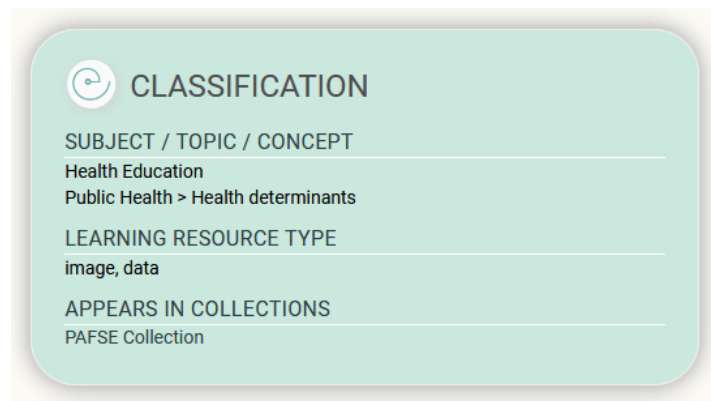 CLASSIFICATION
SUBJECT / TOPIC / CONCEPT
Health Education
Public Health > Health determinants
LEARNING RESOURCE TYPE
image, data
APPEARS IN COLLECTIONS
PAFSE Collection